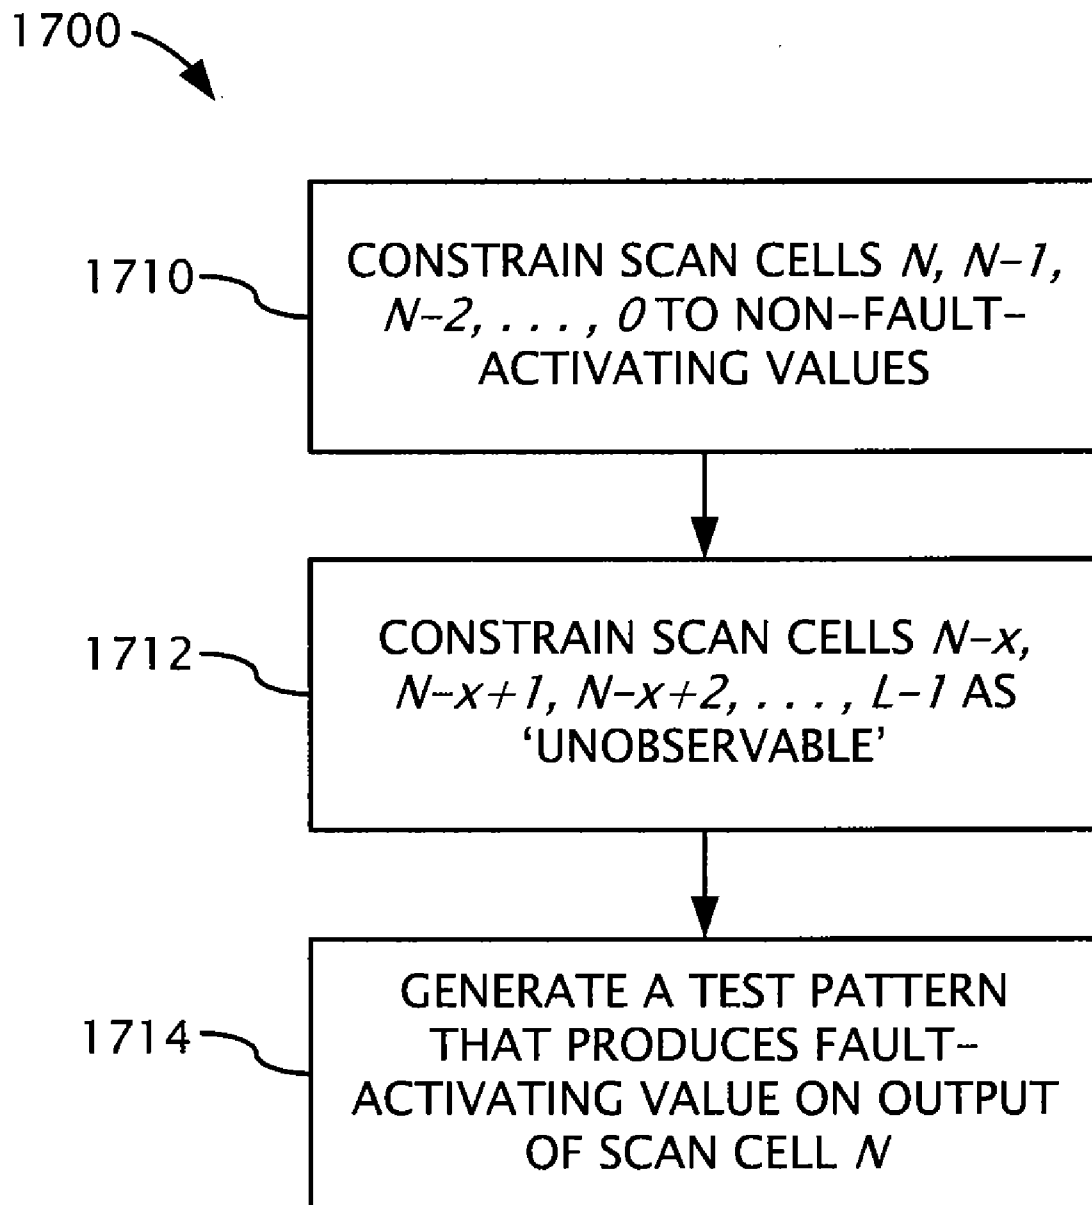 1700
1710
CONSTRAIN SCAN CELLS N, N-1,
N-2, . . . , 0 TO NON-FAULT-
ACTIVATING VALUES
1712
CONSTRAIN SCAN CELLS N-x,
N-x+1, N-x+2, . . . , L-1 AS
‘UNOBSERVABLE’
1714
GENERATE A TEST PATTERN
THAT PRODUCES FAULT-
ACTIVATING VALUE ON OUTPUT
OF SCAN CELL N